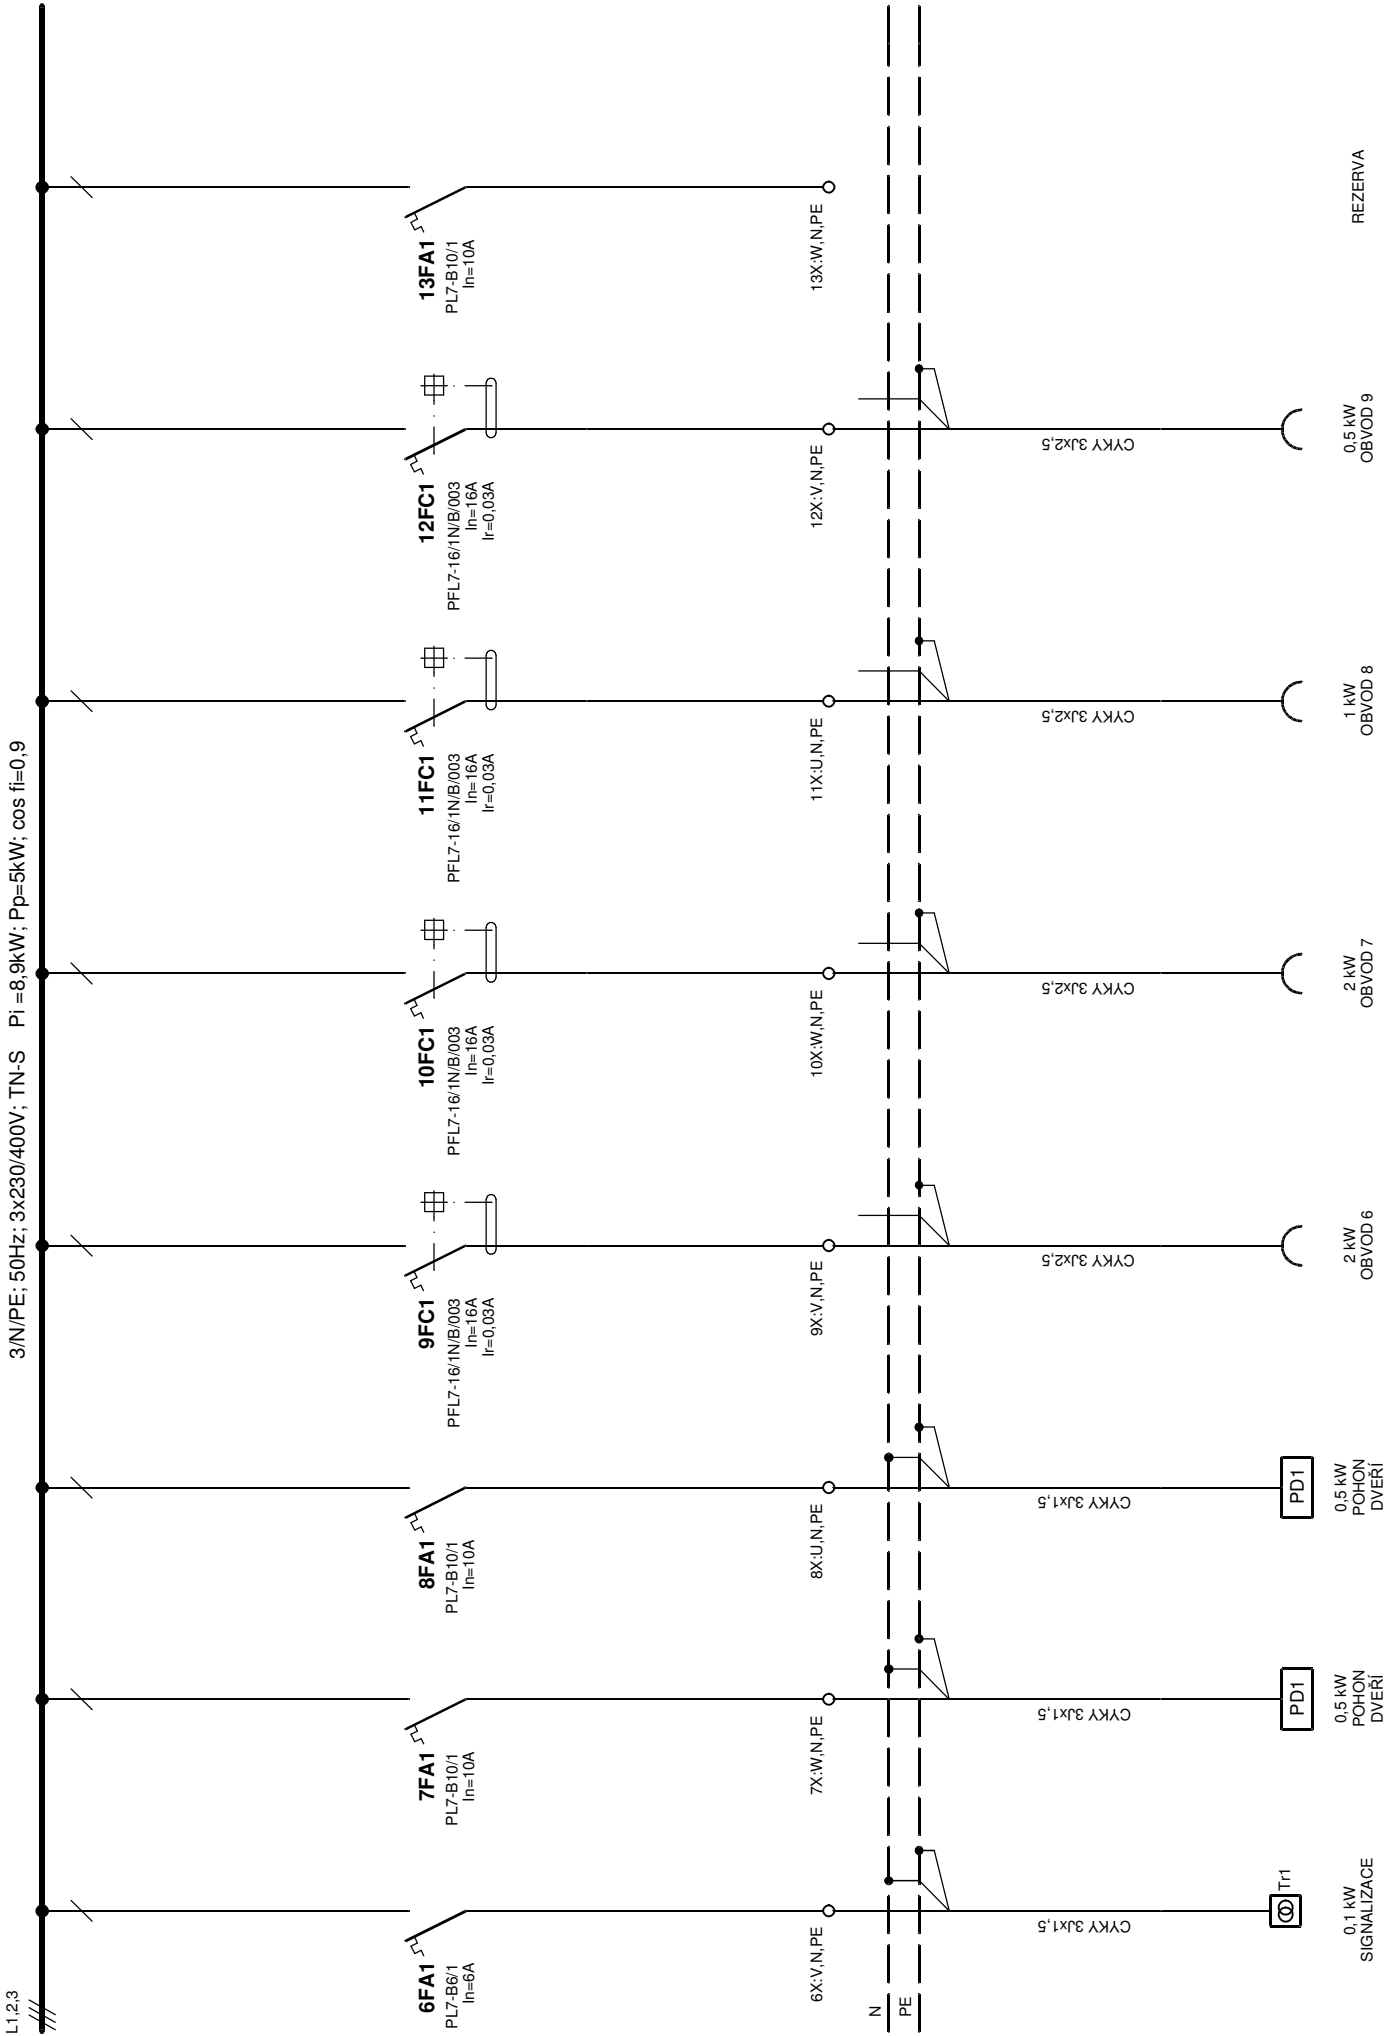 L1,2,3
3/N/PE; 50Hz; 3x230/400V; TN-S Pi =8,9kW; Pp=5kW; cos fi=0,9
6FA1
PL7-B6/1
In=6A
7FA1
PL7-B10/1
In=10A
8FA1
PL7-B10/1
In=10A
9FC1
PFL7-16/1N/B/003
In=16A
Ir=0,03A
10FC1
PFL7-16/1N/B/003
In=16A
Ir=0,03A
11FC1
PFL7-16/1N/B/003
In=16A
Ir=0,03A
12FC1
PFL7-16/1N/B/003
In=16A
Ir=0,03A
13FA1
PL7-B10/1
In=10A
6X:V,N,PE
7X:W,N,PE
8X:U,N,PE
9X:V,N,PE
10X:W,N,PE
11X:U,N,PE
12X:V,N,PE
13X:W,N,PE
N
PE
CYKY 3Jx1,5
CYKY 3Jx1,5
CYKY 3Jx1,5
CYKY 3Jx2,5
CYKY 3Jx2,5
CYKY 3Jx2,5
CYKY 3Jx2,5
Tr1
PD1
PD1
0,1 kW
SIGNALIZACE
0,5 kW
POHON
DVEŘÍ
0,5 kW
POHON
DVEŘÍ
2 kW
OBVOD 6
2 kW
OBVOD 7
1 kW
OBVOD 8
0,5 kW
OBVOD 9
REZERVA